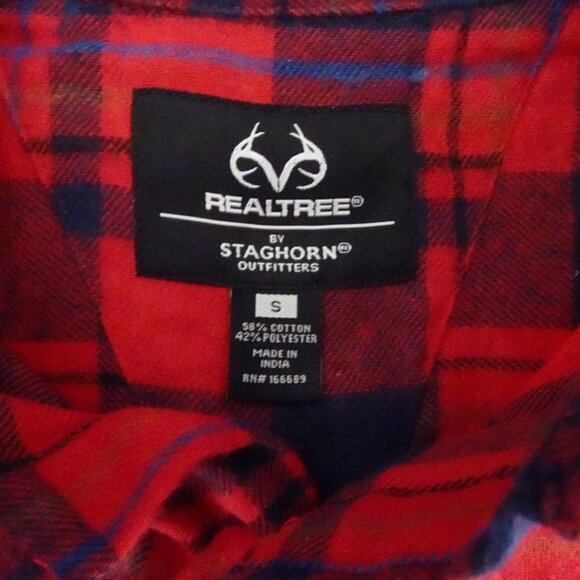 REALTREE®
BY
STAGHORN®
OUTFITTERS
S
58% COTTON
42% POLYESTER
MADE IN
INDIA
RN# 166689